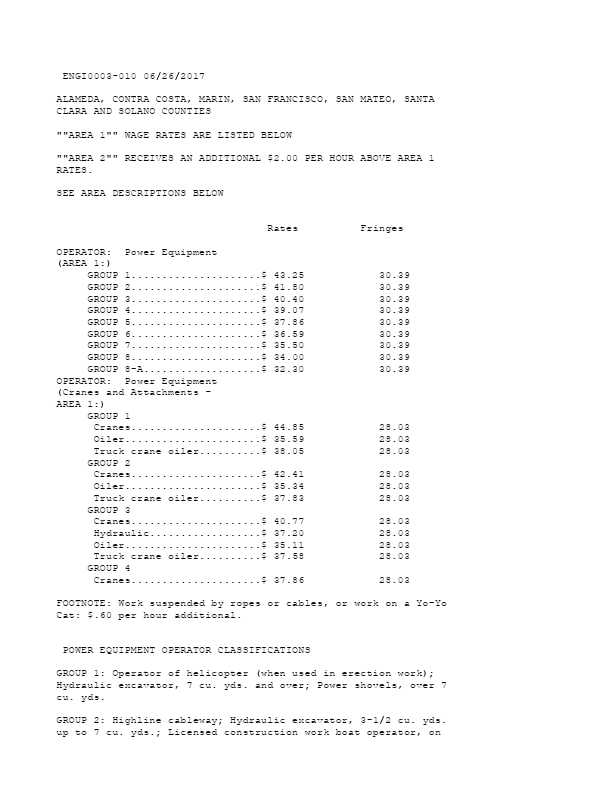 ENGI0003-010 06/26/2017
ALAMEDA, CONTRA COSTA, MARIN, SAN FRANCISCO, SAN MATEO, SANTA
CLARA AND SOLANO COUNTIES
""AREA 1"" WAGE RATES ARE LISTED BELOW
""AREA 2"" RECEIVES AN ADDITIONAL $2.00 PER HOUR ABOVE AREA 1
RATES.
SEE AREA DESCRIPTIONS BELOW
Rates Fringes
OPERATOR: Power Equipment
(AREA 1:)
GROUP 1.....................$ 43.25 30.39
GROUP 2.....................$ 41.80 30.39
GROUP 3.....................$ 40.40 30.39
GROUP 4.....................$ 39.07 30.39
GROUP 5.....................$ 37.86 30.39
GROUP 6.....................$ 36.59 30.39
GROUP 7.....................$ 35.50 30.39
GROUP 8.....................$ 34.00 30.39
GROUP 8-A...................$ 32.30 30.39
OPERATOR: Power Equipment
(Cranes and Attachments -
AREA 1:)
GROUP 1
Cranes.....................$ 44.85 28.03
Oiler......................$ 35.59 28.03
Truck crane oiler..........$ 38.05 28.03
GROUP 2
Cranes.....................$ 42.41 28.03
Oiler......................$ 35.34 28.03
Truck crane oiler..........$ 37.83 28.03
GROUP 3
Cranes.....................$ 40.77 28.03
Hydraulic..................$ 37.20 28.03
Oiler......................$ 35.11 28.03
Truck crane oiler..........$ 37.58 28.03
GROUP 4
Cranes.....................$ 37.86 28.03
FOOTNOTE: Work suspended by ropes or cables, or work on a Yo-Yo
Cat: $.60 per hour additional.
POWER EQUIPMENT OPERATOR CLASSIFICATIONS
GROUP 1: Operator of helicopter (when used in erection work);
Hydraulic excavator, 7 cu. yds. and over; Power shovels, over 7
cu. yds.
GROUP 2: Highline cableway; Hydraulic excavator, 3-1/2 cu. yds.
up to 7 cu. yds.; Licensed construction work boat operator, on